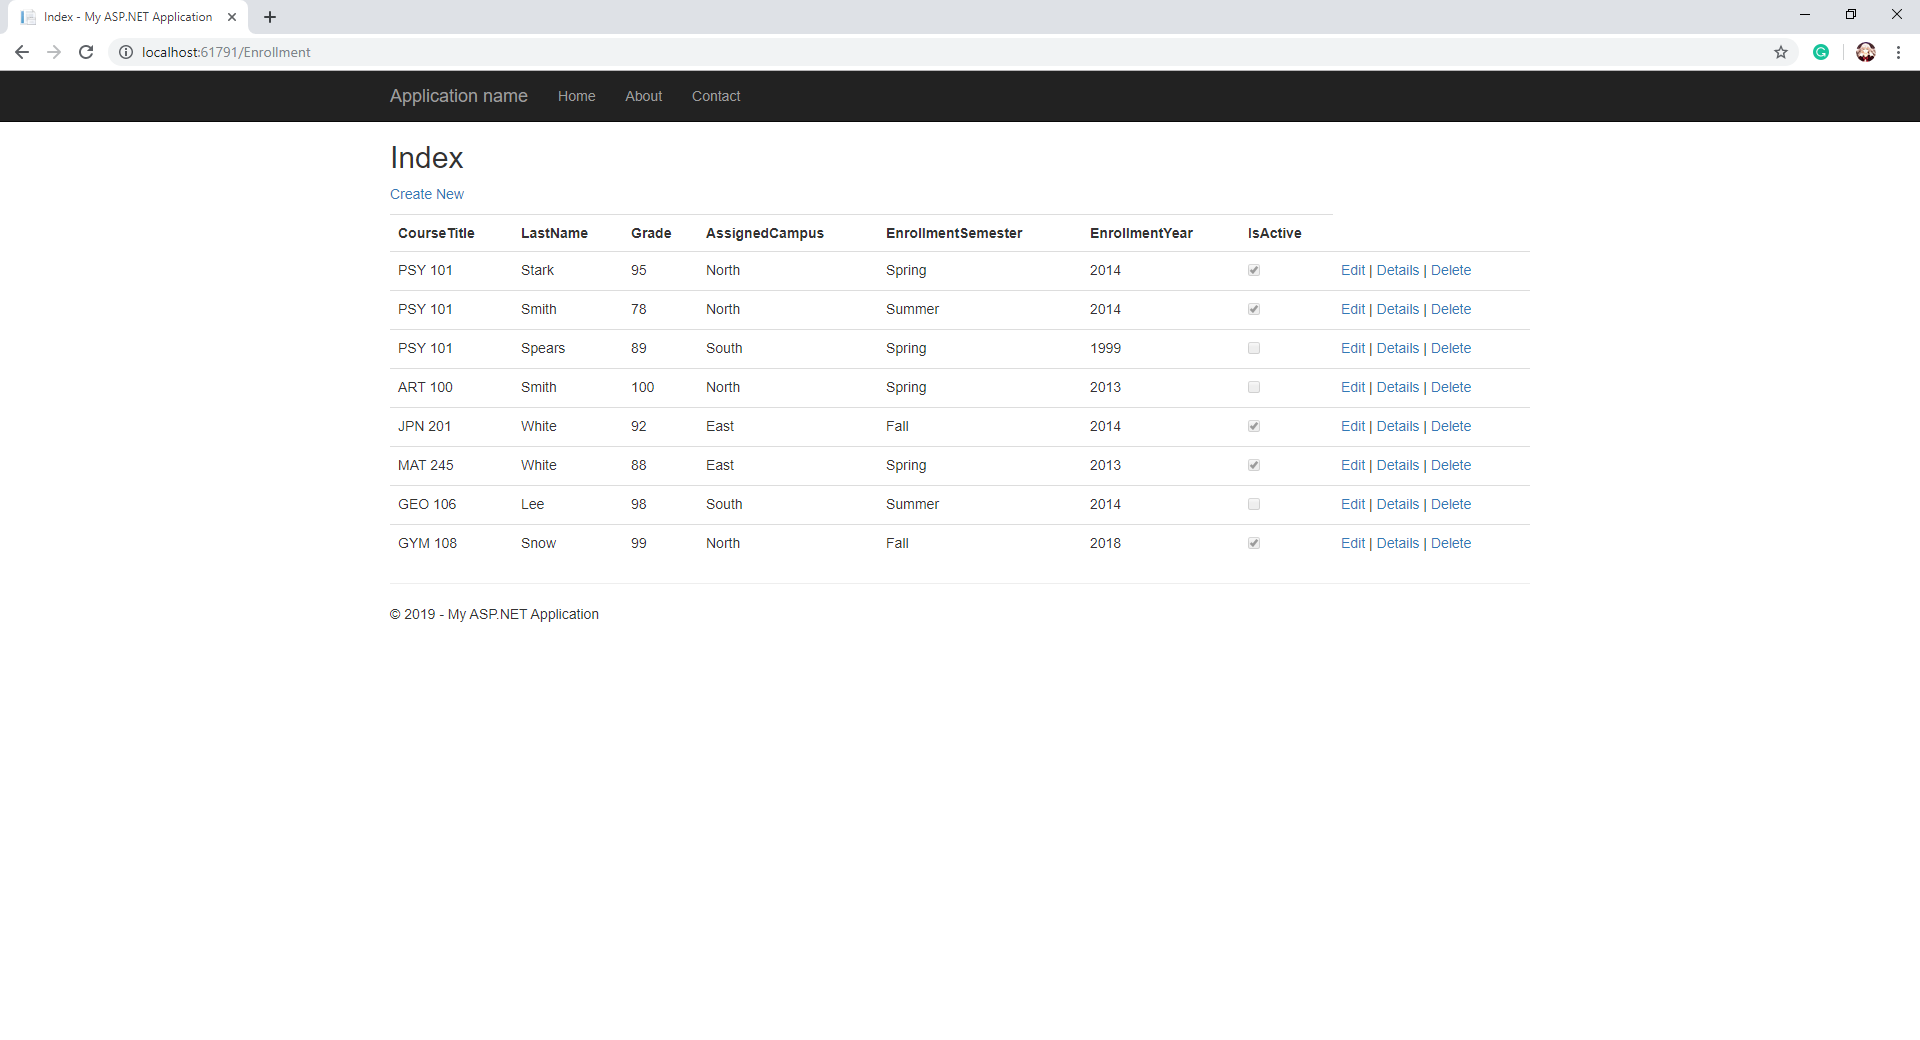 Index - My ASP.NET Application
localhost:61791/Enrollment
Application name Home About Contact
Index
Create New
CourseTitle LastName Grade AssignedCampus EnrollmentSemester EnrollmentYear IsActive
PSY 101 Stark 95 North Spring 2014 Edit | Details | Delete
PSY 101 Smith 78 North Summer 2014 Edit | Details | Delete
PSY 101 Spears 89 South Spring 1999 Edit | Details | Delete
ART 100 Smith 100 North Spring 2013 Edit | Details | Delete
JPN 201 White 92 East Fall 2014 Edit | Details | Delete
MAT 245 White 88 East Spring 2013 Edit | Details | Delete
GEO 106 Lee 98 South Summer 2014 Edit | Details | Delete
GYM 108 Snow 99 North Fall 2018 Edit | Details | Delete
© 2019 - My ASP.NET Application